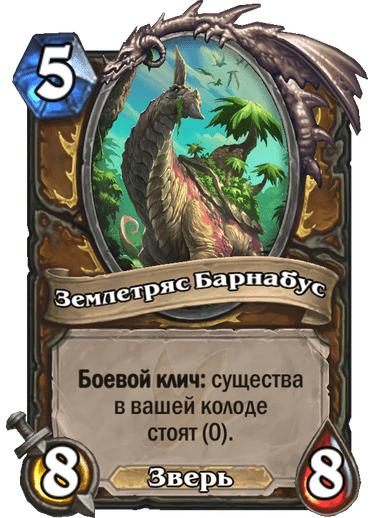 5
Землетряс Барнабус
Боевой клич: существа
в вашей колоде
стоят (0).
8
Зверь
8